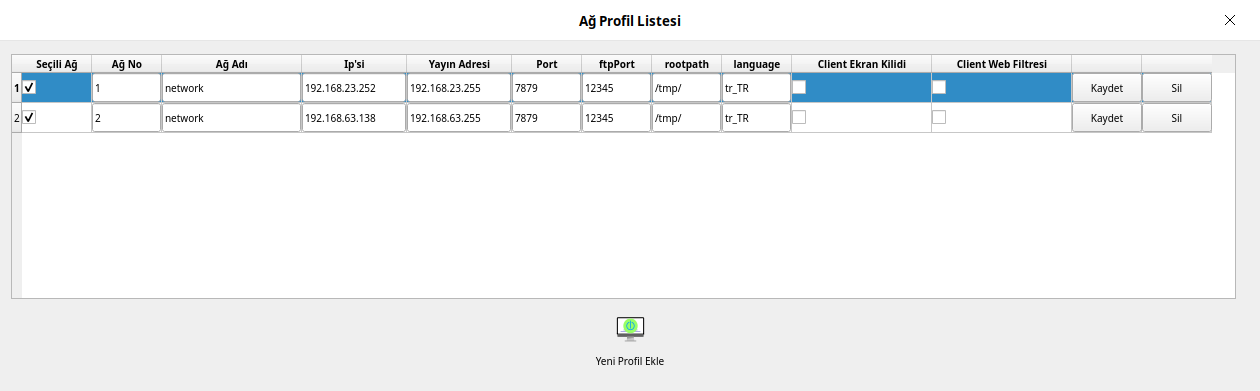 Ağ Profil Listesi
Seçili Ağ Ağ No Ağ Adı Ip'si Yayın Adresi Port ftpPort rootpath language Client Ekran Kilidi Client Web Filtresi
1 1 network 192.168.23.252 192.168.23.255 7879 12345 /tmp/ tr_TR Kaydet Sil
2 2 network 192.168.63.138 192.168.63.255 7879 12345 /tmp/ tr_TR Kaydet Sil
Yeni Profil Ekle